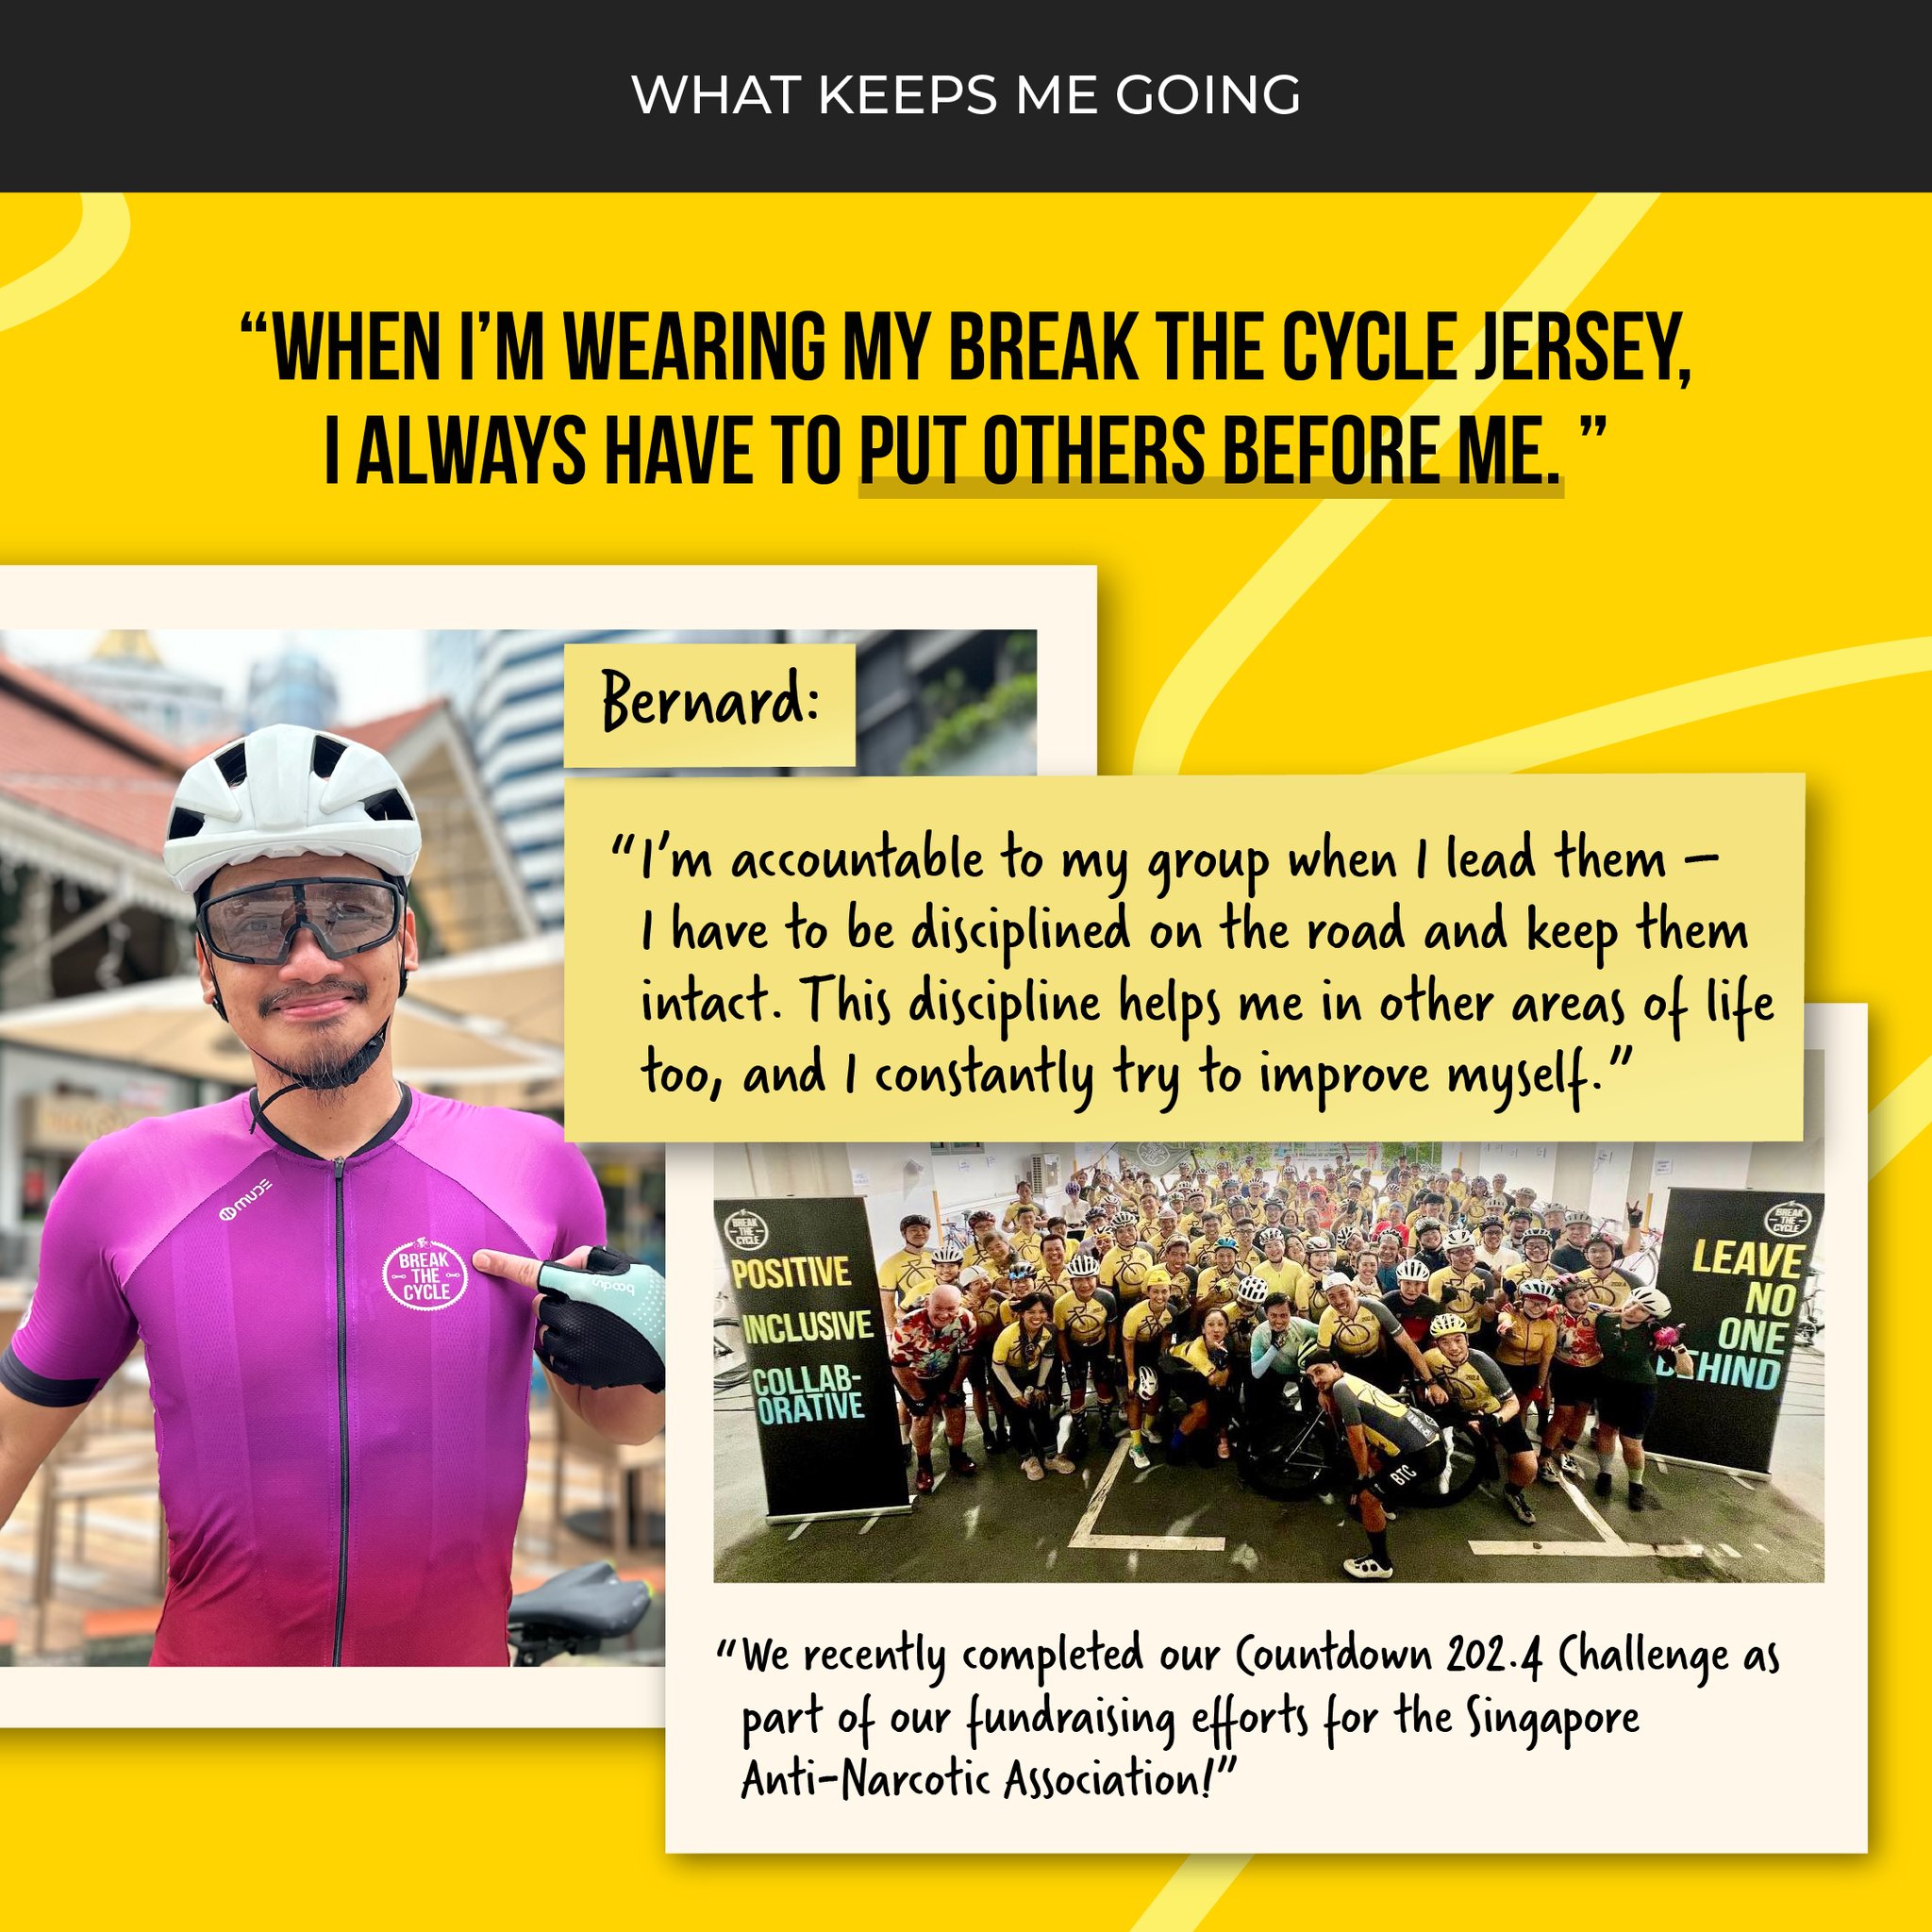 WHAT KEEPS ME GOING
“WHEN I’M WEARING MY BREAK THE CYCLE JERSEY,
I ALWAYS HAVE TO PUT OTHERS BEFORE ME. ”
Bernard:
“I’m accountable to my group when I lead them –
I have to be disciplined on the road and keep them
intact. This discipline helps me in other areas of life
too, and I constantly try to improve myself.”
MUDE
BREAK
THE
CYCLE
BREAK
THE
CYCLE
POSITIVE
INCLUSIVE
COLLAB-
ORATIVE
BREAK
THE
CYCLE
LEAVE
NO
ONE
BEHIND
BTC
“We recently completed our Countdown 202.4 Challenge as
part of our fundraising efforts for the Singapore
Anti-Narcotic Association!”